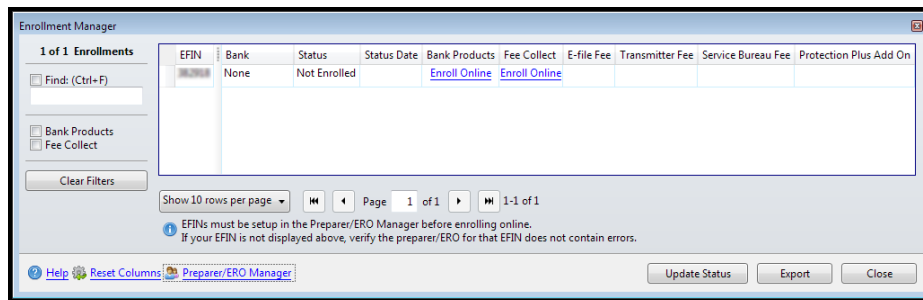 Enrollment Manager
1 of 1 Enrollments
Find: (Ctrl+F)
Bank Products
Fee Collect
Clear Filters
EFIN Bank Status Status Date Bank Products Fee Collect E-file Fee Transmitter Fee Service Bureau Fee Protection Plus Add On
None Not Enrolled Enroll Online Enroll Online
Show 10 rows per page Page 1 of 1 1-1 of 1
EFINs must be setup in the Preparer/ERO Manager before enrolling online.
If your EFIN is not displayed above, verify the preparer/ERO for that EFIN does not contain errors.
Help Reset Columns Preparer/ERO Manager Update Status Export Close